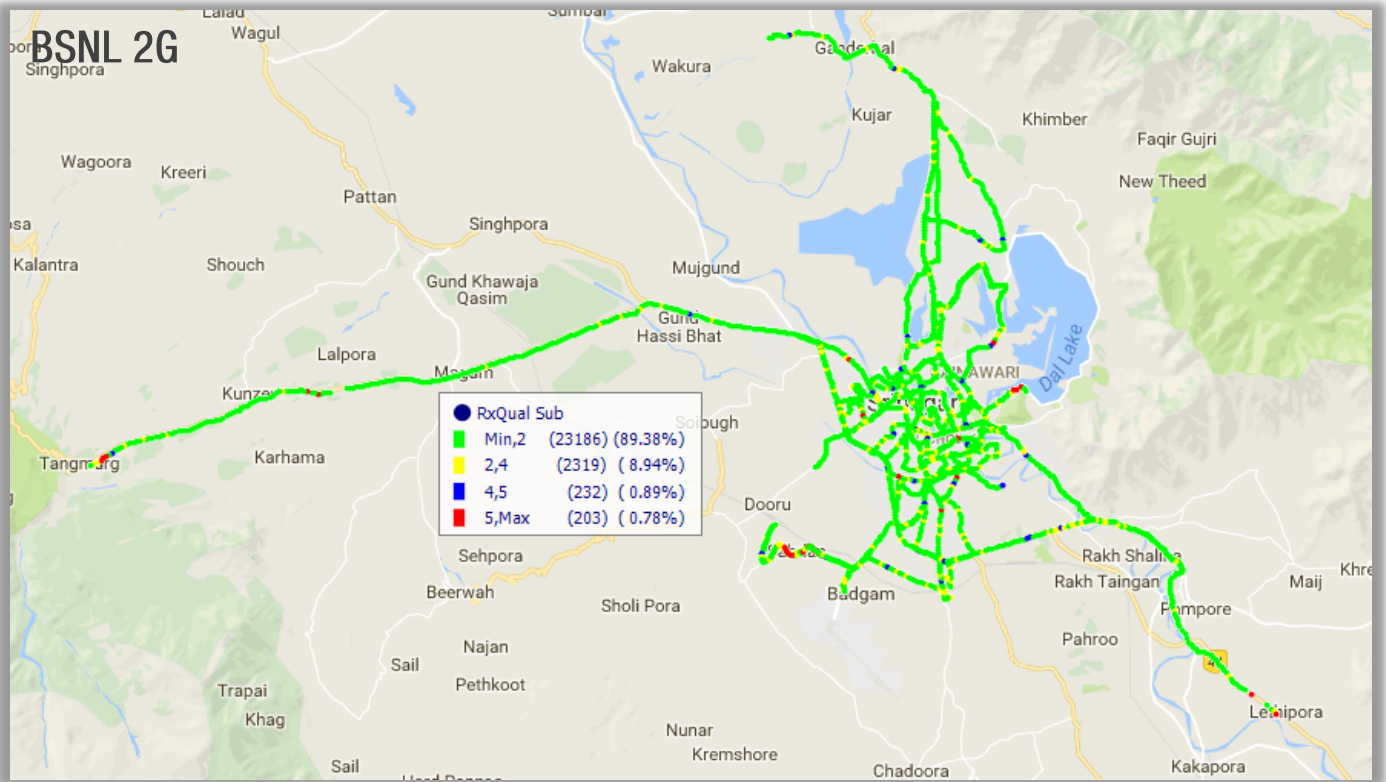 Lalad
Sumbal
Wagul
BSNL 2G
Singhpora
Wakura
Kujar
Khimber
Faqir Gujri
Wagoora
Kreeri
New Theed
Pattan
Singhpora
Kalantra
Shouch
Mujgund
Gund Khawaja
Qasim
Gund
Hassi Bhat
Lalpora
Magam
Dal Lake
Srinagar
RxQual Sub
Min,2 (23186) (89.38%)
2,4 (2319) ( 8.94%)
4,5 (232) ( 0.89%)
5,Max (203) ( 0.78%)
Soibugh
Tangmarg
Karhama
Dooru
Sehpora
Rakh Shalina
Beerwah
Badgam
Rakh Taingan
Maij
Khre
Sholi Pora
Pampore
Najan
Pahroo
Sail
Pethkoot
Trapai
Khag
Lethipora
Nunar
Kremshore
Sail
Chadoora
Kakapora